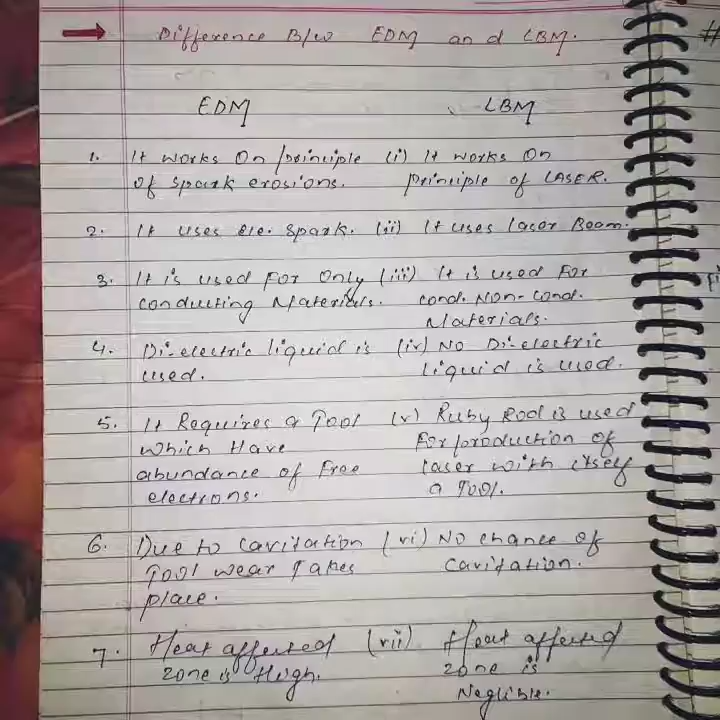 Difference B/w EDM and LBM.
EDM LBM
1. It works On principle (i) It works On
of spark erosions. principle of LASER.
2. It uses ele. spark. (ii) It uses laser Beam.
3. It is used For Only (iii) It is used For
conducting Materials. cond. Non-cond.
Materials.
4. Di-electric liquid is (iv) No Di-electric
used. liquid is used.
5. It Requires a Tool (v) Ruby Rod is used
which Have For production of
abundance of Free laser with itself
electrons. a Tool.
6. Due to cavitation (vi) No chance of
Tool wear Takes cavitation.
place.
7. Heat affected (vii) Heat affected
zone is High. zone is
Neglible.